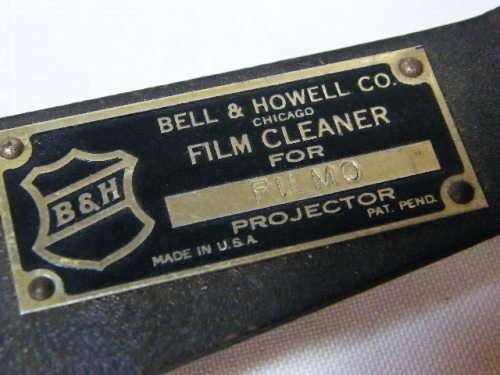 BELL & HOWELL CO.
CHICAGO
FILM CLEANER
FOR
FILMO
PROJECTOR
PAT. PEND.
MADE IN U.S.A.
B&H